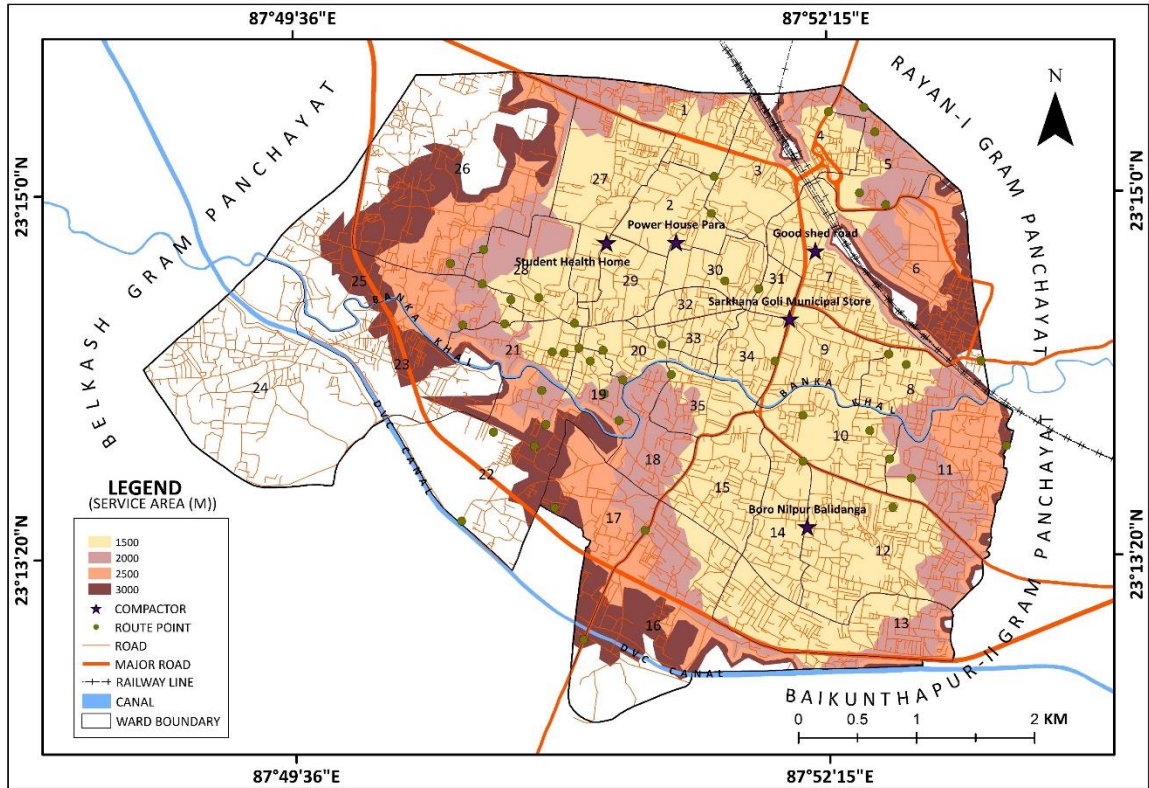 87°49'36"E
87°52'15"E
23°15'0"N
23°15'0"N
23°13'20"N
23°13'20"N
87°49'36"E
87°52'15"E
N
BELKASH GRAM PANCHAYAT
RAYAN-I GRAM PANCHAYAT
BAIKUNTHAPUR-II GRAM PANCHAYAT
1
2
3
4
5
6
7
8
9
10
11
12
13
14
15
16
17
18
19
20
21
22
23
24
25
26
27
28
29
30
31
32
33
34
35
Power House Para
Good shed road
Student Health Home
Sarkhana Goli Municipal Store
Boro Nilpur Balidanga
BANKA KHAL
BANKA KHAL
DVC CANAL
DVC CANAL
LEGEND
(SERVICE AREA (M))
1500
2000
2500
3000
COMPACTOR
ROUTE POINT
ROAD
MAJOR ROAD
RAILWAY LINE
CANAL
WARD BOUNDARY
0 0.5 1 2 KM